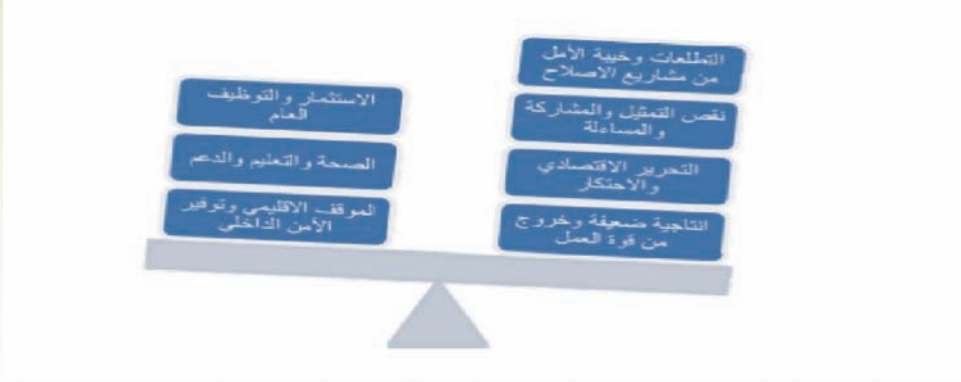 التطلعات وخيبة الأمل
من مشاريع الاصلاح
نقص التمثيل والمشاركة
والمساءلة
التحرير الاقتصادي
والاحتكار
انتاجية ضعيفة وخروج
من قوة العمل
الاستثمار والتوظيف
العام
الصحة والتعليم والدعم
الموقف الاقليمي وتوفير
الأمن الداخلي